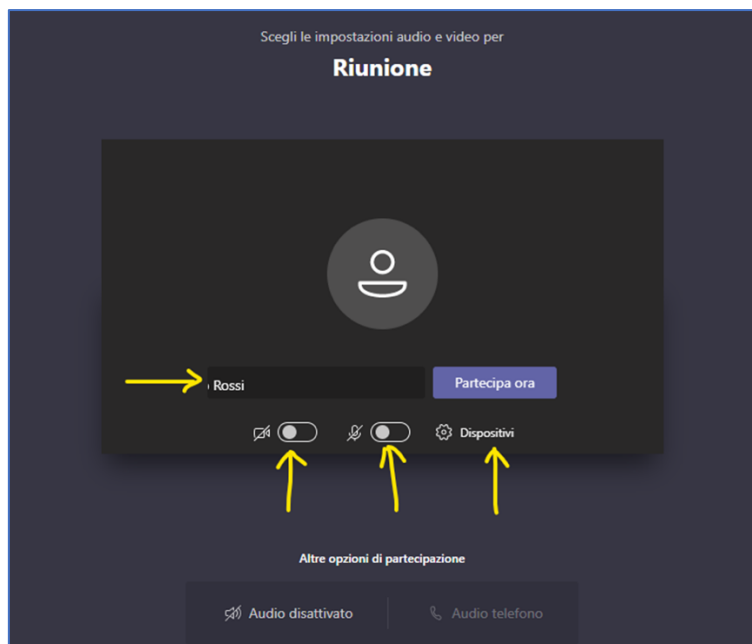 Scegli le impostazioni audio e video per
Riunione
Rossi
Partecipa ora
Dispositivi
Altre opzioni di partecipazione
Audio disattivato
Audio telefono